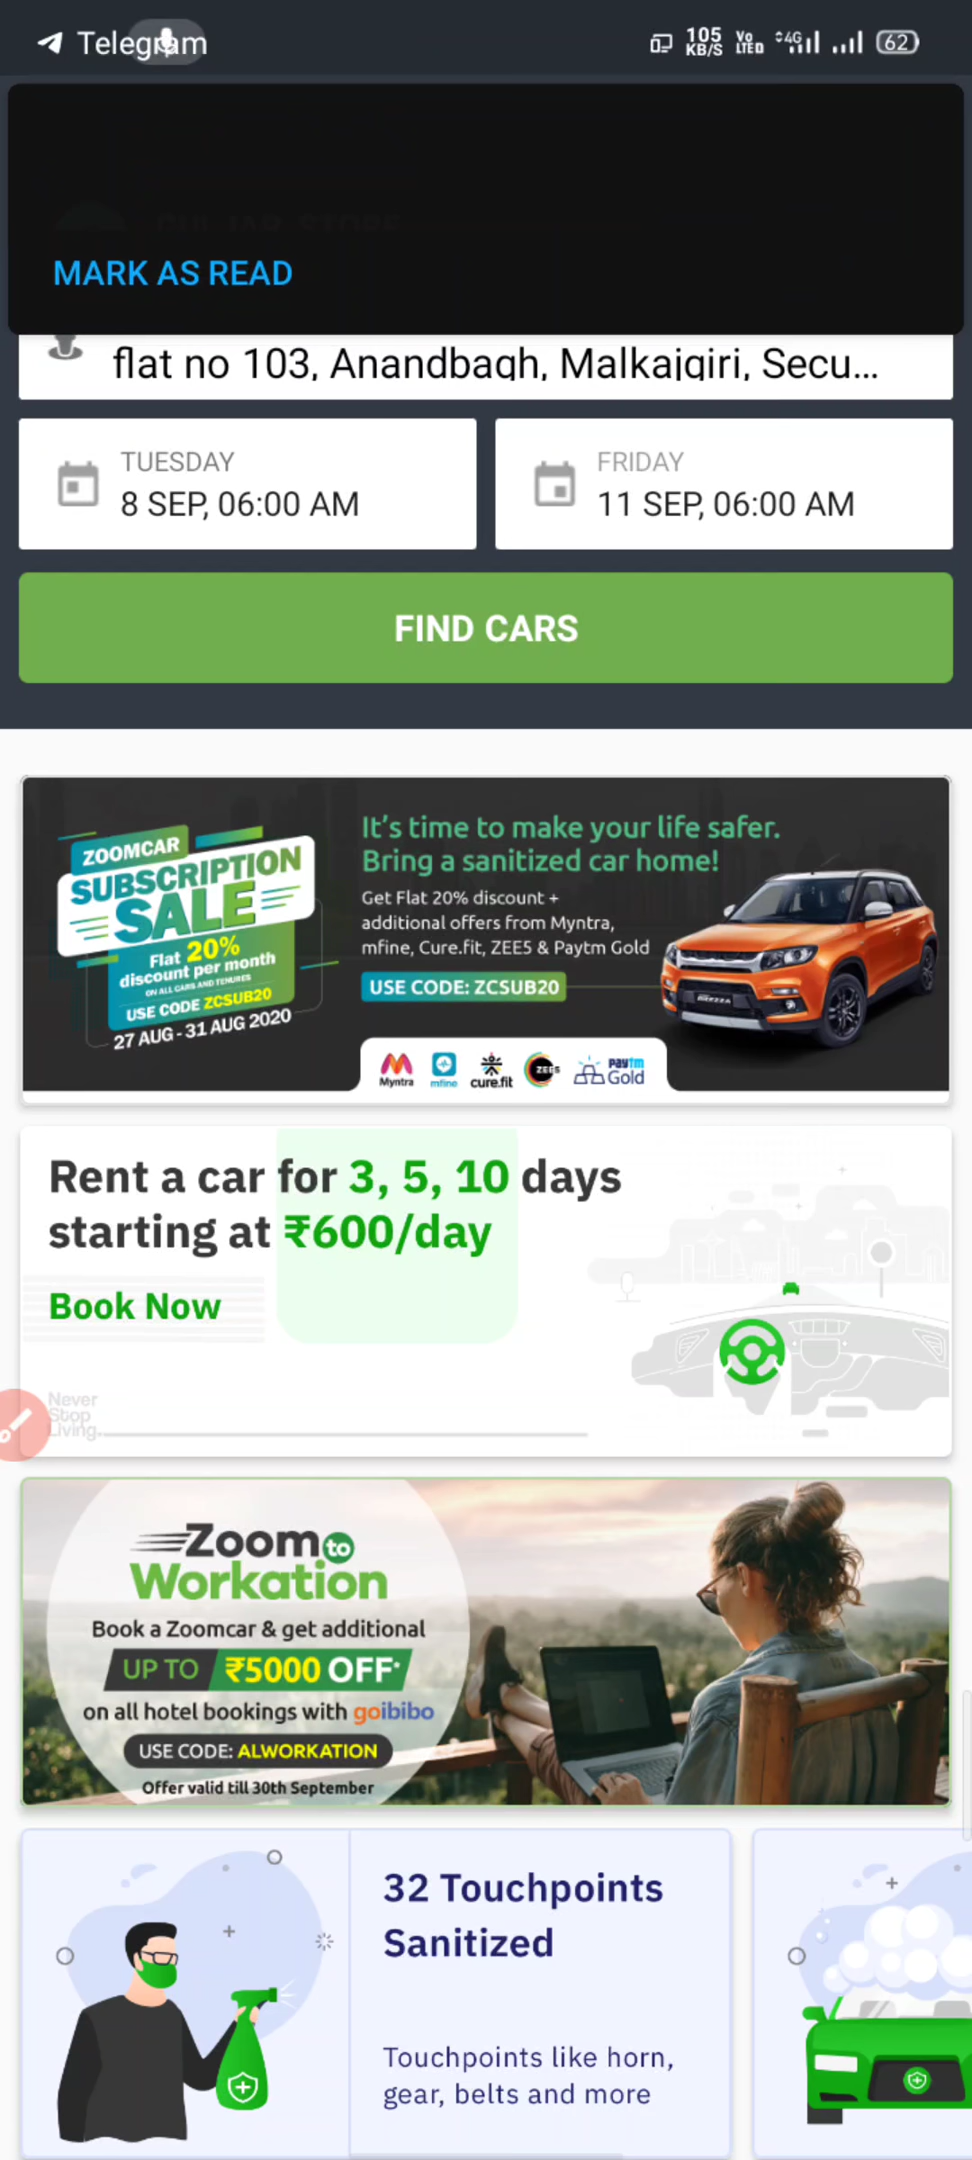 Telegram
105 KB/S Vo LTED 4G 62
MARK AS READ
flat no 103, Anandbagh, Malkajgiri, Secu...
TUESDAY
8 SEP, 06:00 AM
FRIDAY
11 SEP, 06:00 AM
FIND CARS
ZOOMCAR
SUBSCRIPTION
SALE
Flat 20%
discount per month
ON ALL CARS AND TENURES
USE CODE ZCSUB20
27 AUG - 31 AUG 2020
It's time to make your life safer.
Bring a sanitized car home!
Get Flat 20% discount +
additional offers from Myntra,
mfine, Cure.fit, ZEE5 & Paytm Gold
USE CODE: ZCSUB20
BREZZA
Myntra mfine cure.fit ZEE5 paytm Gold
Rent a car for 3, 5, 10 days
starting at ₹600/day
Book Now
Never
Stop
Living.
Zoom to
Workation
Book a Zoomcar & get additional
UP TO ₹5000 OFF*
on all hotel bookings with goibibo
USE CODE: ALWORKATION
Offer valid till 30th September
32 Touchpoints
Sanitized
Touchpoints like horn,
gear, belts and more